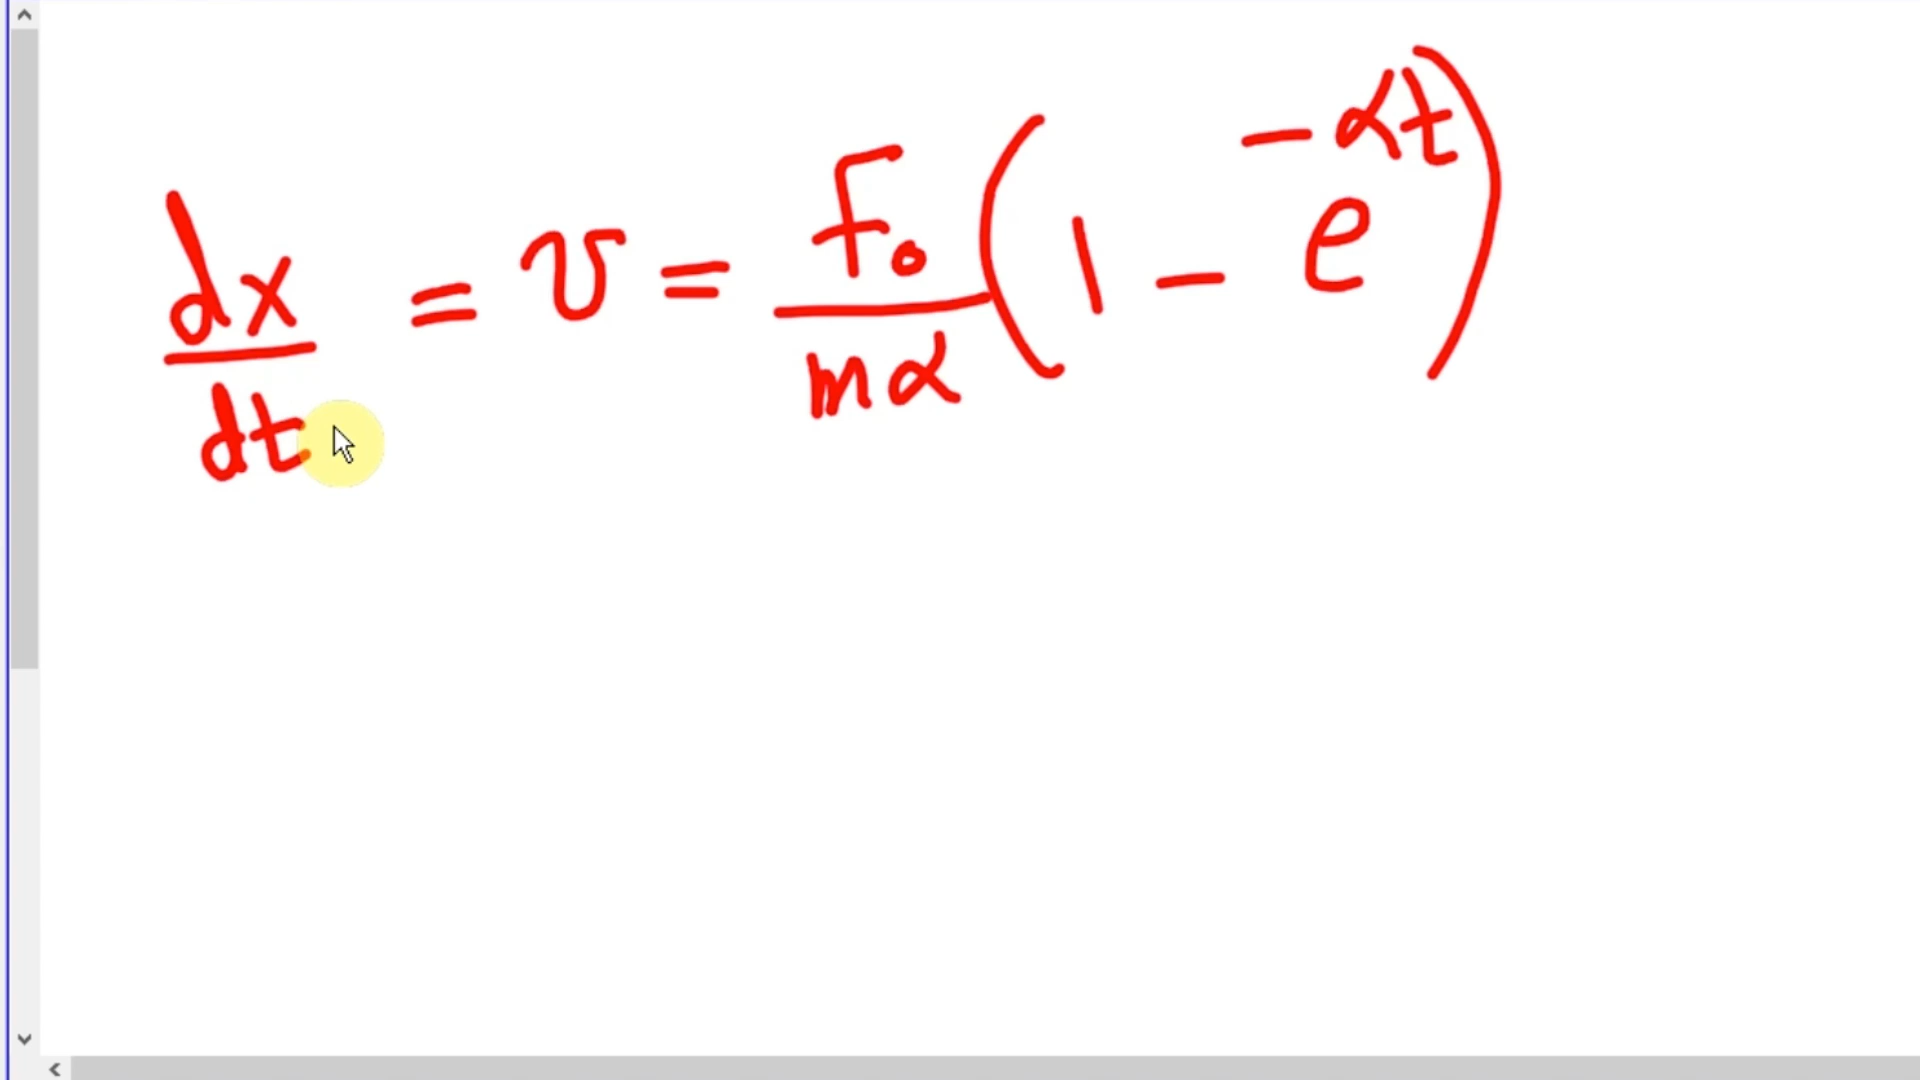 dx/dt = v = F₀/mα (1 − e^−αt)